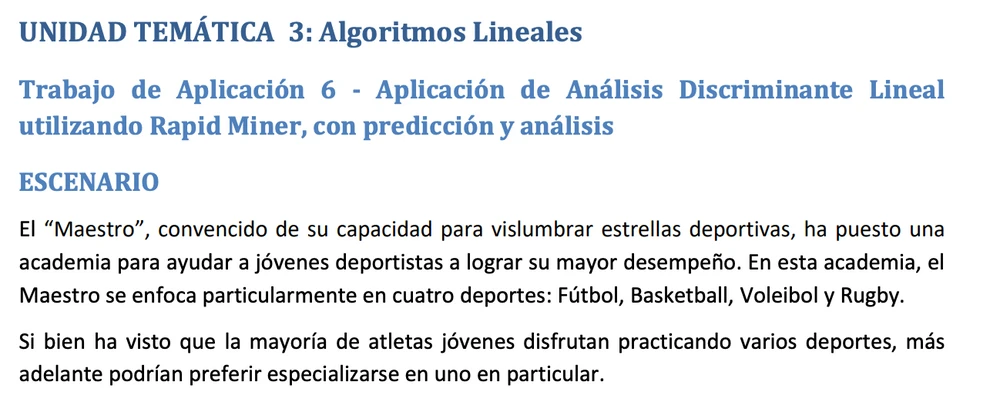 UNIDAD TEMÁTICA 3: Algoritmos Lineales
Trabajo de Aplicación 6 - Aplicación de Análisis Discriminante Lineal
utilizando Rapid Miner, con predicción y análisis
ESCENARIO
El “Maestro”, convencido de su capacidad para vislumbrar estrellas deportivas, ha puesto una
academia para ayudar a jóvenes deportistas a lograr su mayor desempeño. En esta academia, el
Maestro se enfoca particularmente en cuatro deportes: Fútbol, Basketball, Voleibol y Rugby.
Si bien ha visto que la mayoría de atletas jóvenes disfrutan practicando varios deportes, más
adelante podrían preferir especializarse en uno en particular.